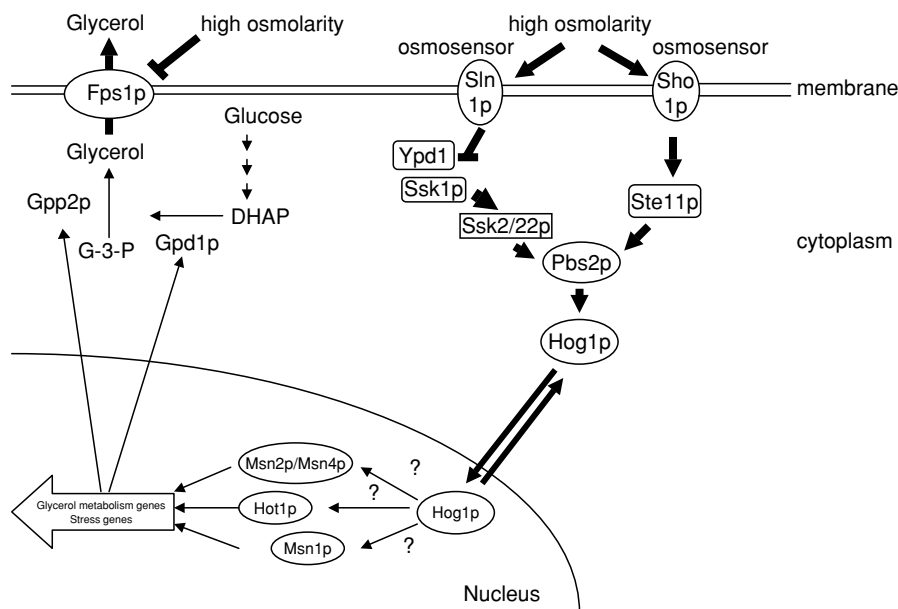 Glycerol
high osmolarity
high osmolarity
osmosensor
osmosensor
Fps1p
Sln
1p
Sho
1p
membrane
Glucose
Glycerol
Ypd1
Ssk1p
Gpp2p
DHAP
Ste11p
Ssk2/22p
G-3-P
Gpd1p
cytoplasm
Pbs2p
Hog1p
Msn2p/Msn4p
?
?
Glycerol metabolism genes
Stress genes
Hot1p
Hog1p
Msn1p
?
Nucleus